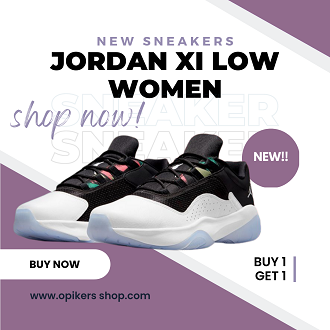 NEW SNEAKERS
JORDAN XI LOW
WOMEN
shop now!
SNEAKER
SNEAKER
NEW!!
BUY NOW
BUY 1
GET 1
www.opikers shop.com